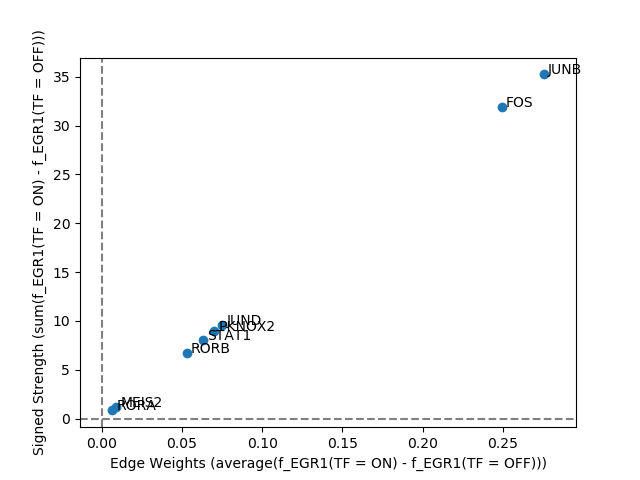 Signed Strength (sum(f_EGR1(TF = ON) - f_EGR1(TF = OFF)))
35
30
25
20
15
10
5
0
JUNB
FOS
JUND
PKNOX2
STAT1
RORB
MEIS2
RORA
0.00 0.05 0.10 0.15 0.20 0.25
Edge Weights (average(f_EGR1(TF = ON) - f_EGR1(TF = OFF)))